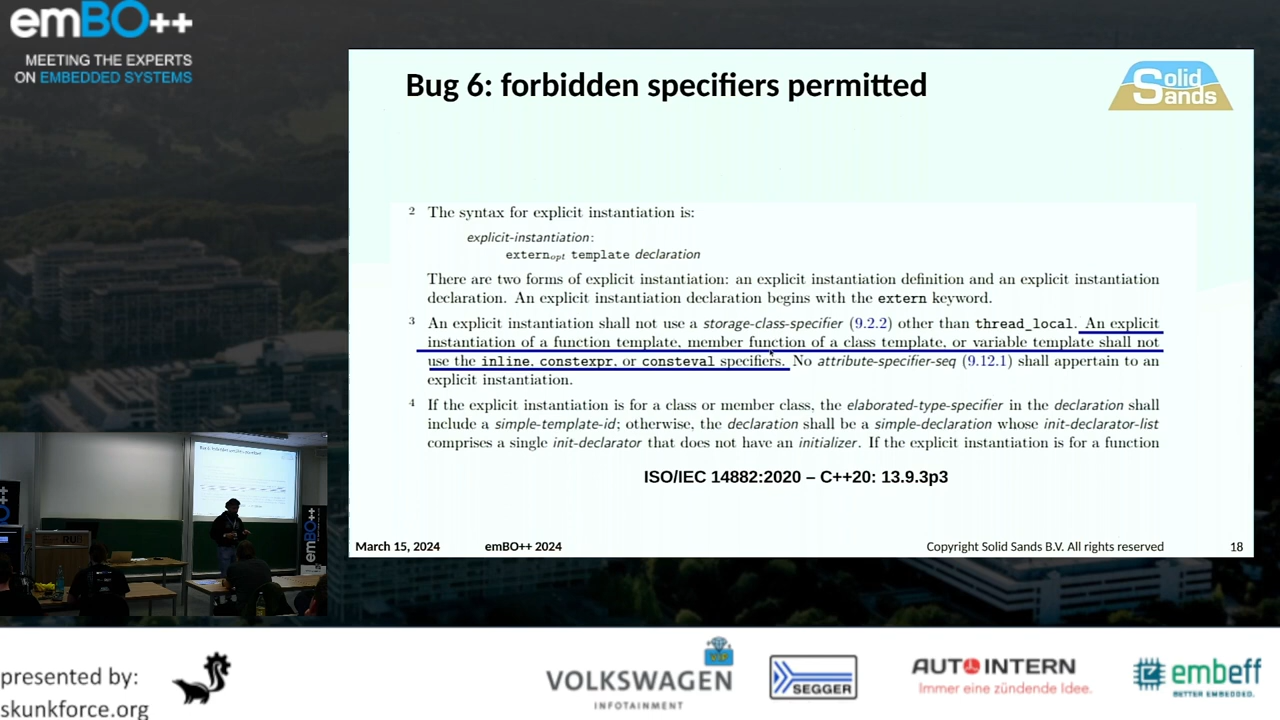 emBO++
MEETING THE EXPERTS
ON EMBEDDED SYSTEMS
Bug 6: forbidden specifiers permitted
Solid
Sands
2 The syntax for explicit instantiation is:
explicit-instantiation:
extern opt template declaration
There are two forms of explicit instantiation: an explicit instantiation definition and an explicit instantiation
declaration. An explicit instantiation declaration begins with the extern keyword.
3 An explicit instantiation shall not use a storage-class-specifier (9.2.2) other than thread_local. An explicit
instantiation of a function template, member function of a class template, or variable template shall not
use the inline, constexpr, or consteval specifiers. No attribute-specifier-seq (9.12.1) shall appertain to an
explicit instantiation.
4 If the explicit instantiation is for a class or member class, the elaborated-type-specifier in the declaration shall
include a simple-template-id; otherwise, the declaration shall be a simple-declaration whose init-declarator-list
comprises a single init-declarator that does not have an initializer. If the explicit instantiation is for a function
ISO/IEC 14882:2020 – C++20: 13.9.3p3
March 15, 2024 emBO++ 2024 Copyright Solid Sands B.V. All rights reserved 18
emBO++
RUB
presented by:
skunkforce.org
VOLKSWAGEN
INFOTAINMENT
SEGGER
AUTOINTERN
Immer eine zündende Idee.
embeff
BETTER EMBEDDED.